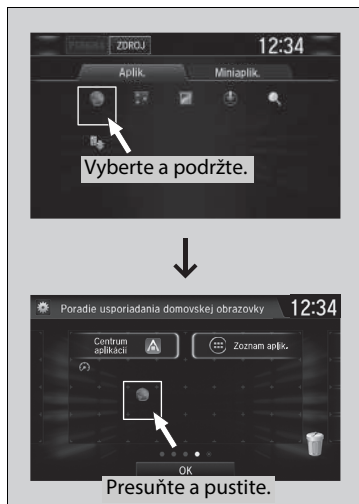 ZDROJ
12:34
Aplik.
Miniaplik.
Vyberte a podržte.
Poradie usporiadania domovskej obrazovky
12:34
Centrum
aplikácií
Zoznam aplik.
OK
Presuňte a pustite.